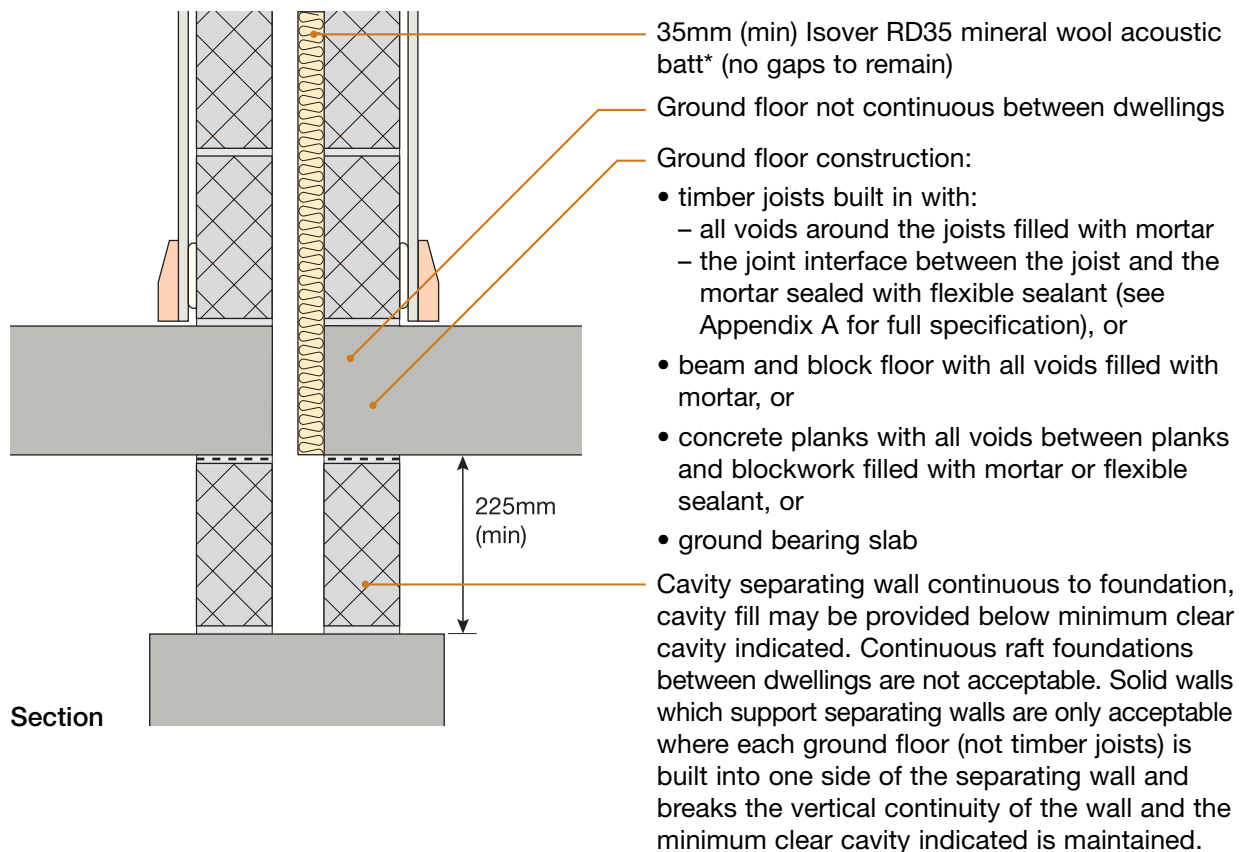 35mm (min) Isover RD35 mineral wool acoustic
batt* (no gaps to remain)
Ground floor not continuous between dwellings
Ground floor construction:
• timber joists built in with:
– all voids around the joists filled with mortar
– the joint interface between the joist and the
mortar sealed with flexible sealant (see
Appendix A for full specification), or
• beam and block floor with all voids filled with
mortar, or
• concrete planks with all voids between planks
and blockwork filled with mortar or flexible
sealant, or
• ground bearing slab
Cavity separating wall continuous to foundation,
cavity fill may be provided below minimum clear
cavity indicated. Continuous raft foundations
between dwellings are not acceptable. Solid walls
which support separating walls are only acceptable
where each ground floor (not timber joists) is
built into one side of the separating wall and
breaks the vertical continuity of the wall and the
minimum clear cavity indicated is maintained.
225mm
(min)
Section